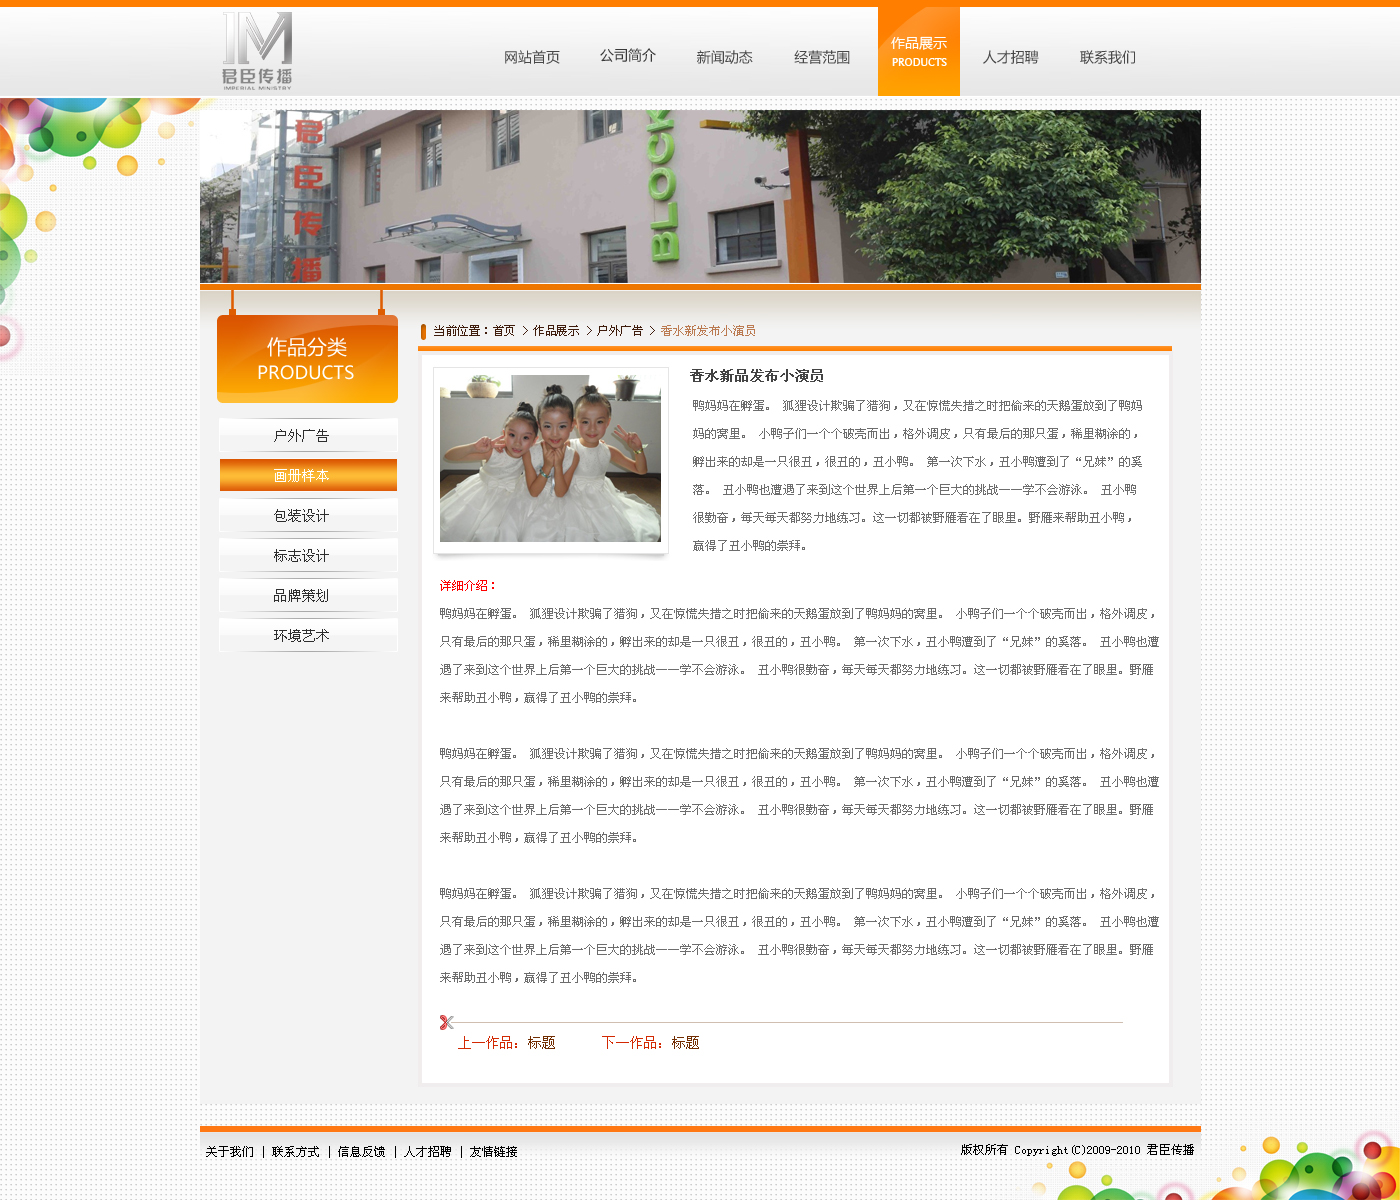 君臣传播
IMPERIAL MINISTRY
网站首页 公司简介 新闻动态 经营范围 作品展示 人才招聘 联系我们
PRODUCTS
君臣传播
BLOCK
作品分类
PRODUCTS
户外广告
画册样本
包装设计
标志设计
品牌策划
环境艺术
当前位置：首页 > 作品展示 > 户外广告 > 香水新发布小演员
香水新品发布小演员
鸭妈妈在孵蛋。 狐狸设计欺骗了猎狗，又在惊慌失措之时把偷来的天鹅蛋放到了鸭妈
妈的窝里。 小鸭子们一个个破壳而出，格外调皮，只有最后的那只蛋，稀里糊涂的，
孵出来的却是一只很丑，很丑的，丑小鸭。 第一次下水，丑小鸭遭到了“兄妹”的奚
落。 丑小鸭也遭遇了来到这个世界上后第一个巨大的挑战——学不会游泳。 丑小鸭
很勤奋，每天每天都努力地练习。这一切都被野雁看在了眼里。野雁来帮助丑小鸭，
赢得了丑小鸭的崇拜。
详细介绍：
鸭妈妈在孵蛋。 狐狸设计欺骗了猎狗，又在惊慌失措之时把偷来的天鹅蛋放到了鸭妈妈的窝里。 小鸭子们一个个破壳而出，格外调皮，
只有最后的那只蛋，稀里糊涂的，孵出来的却是一只很丑，很丑的，丑小鸭。 第一次下水，丑小鸭遭到了“兄妹”的奚落。 丑小鸭也遭
遇了来到这个世界上后第一个巨大的挑战——学不会游泳。 丑小鸭很勤奋，每天每天都努力地练习。这一切都被野雁看在了眼里。野雁
来帮助丑小鸭，赢得了丑小鸭的崇拜。
鸭妈妈在孵蛋。 狐狸设计欺骗了猎狗，又在惊慌失措之时把偷来的天鹅蛋放到了鸭妈妈的窝里。 小鸭子们一个个破壳而出，格外调皮，
只有最后的那只蛋，稀里糊涂的，孵出来的却是一只很丑，很丑的，丑小鸭。 第一次下水，丑小鸭遭到了“兄妹”的奚落。 丑小鸭也遭
遇了来到这个世界上后第一个巨大的挑战——学不会游泳。 丑小鸭很勤奋，每天每天都努力地练习。这一切都被野雁看在了眼里。野雁
来帮助丑小鸭，赢得了丑小鸭的崇拜。
鸭妈妈在孵蛋。 狐狸设计欺骗了猎狗，又在惊慌失措之时把偷来的天鹅蛋放到了鸭妈妈的窝里。 小鸭子们一个个破壳而出，格外调皮，
只有最后的那只蛋，稀里糊涂的，孵出来的却是一只很丑，很丑的，丑小鸭。 第一次下水，丑小鸭遭到了“兄妹”的奚落。 丑小鸭也遭
遇了来到这个世界上后第一个巨大的挑战——学不会游泳。 丑小鸭很勤奋，每天每天都努力地练习。这一切都被野雁看在了眼里。野雁
来帮助丑小鸭，赢得了丑小鸭的崇拜。
上一作品：标题 下一作品：标题
关于我们 | 联系方式 | 信息反馈 | 人才招聘 | 友情链接
版权所有 Copyright(C)2009-2010 君臣传播